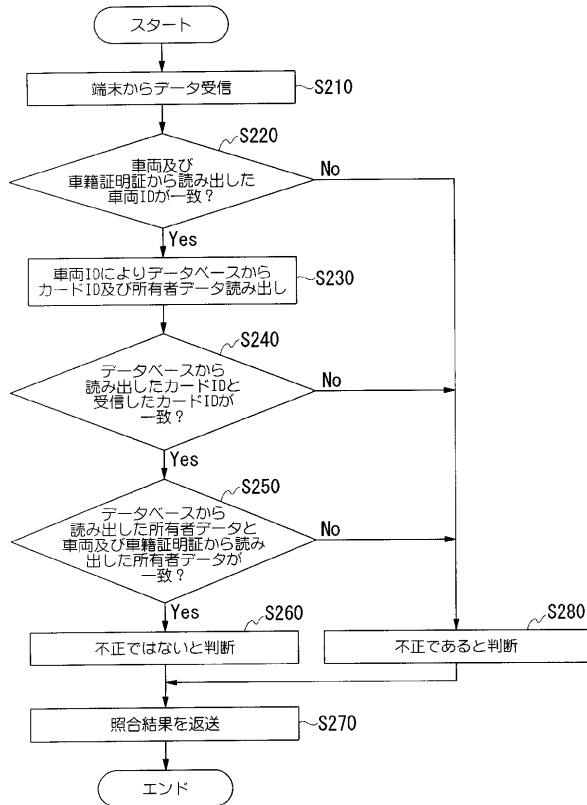 スタート
端末からデータ受信
S210
S220
車両及び
車籍証明証から読み出した
車両IDが一致？
No
Yes
車両IDによりデータベースから
カードID及び所有者データ読み出し
S230
S240
データベースから
読み出したカードIDと
受信したカードIDが
一致？
No
Yes
S250
データベースから
読み出した所有者データと
車両及び車籍証明証から読み
出した所有者データが
一致？
No
Yes
S260
不正ではないと判断
S280
不正であると判断
照合結果を返送
S270
エンド